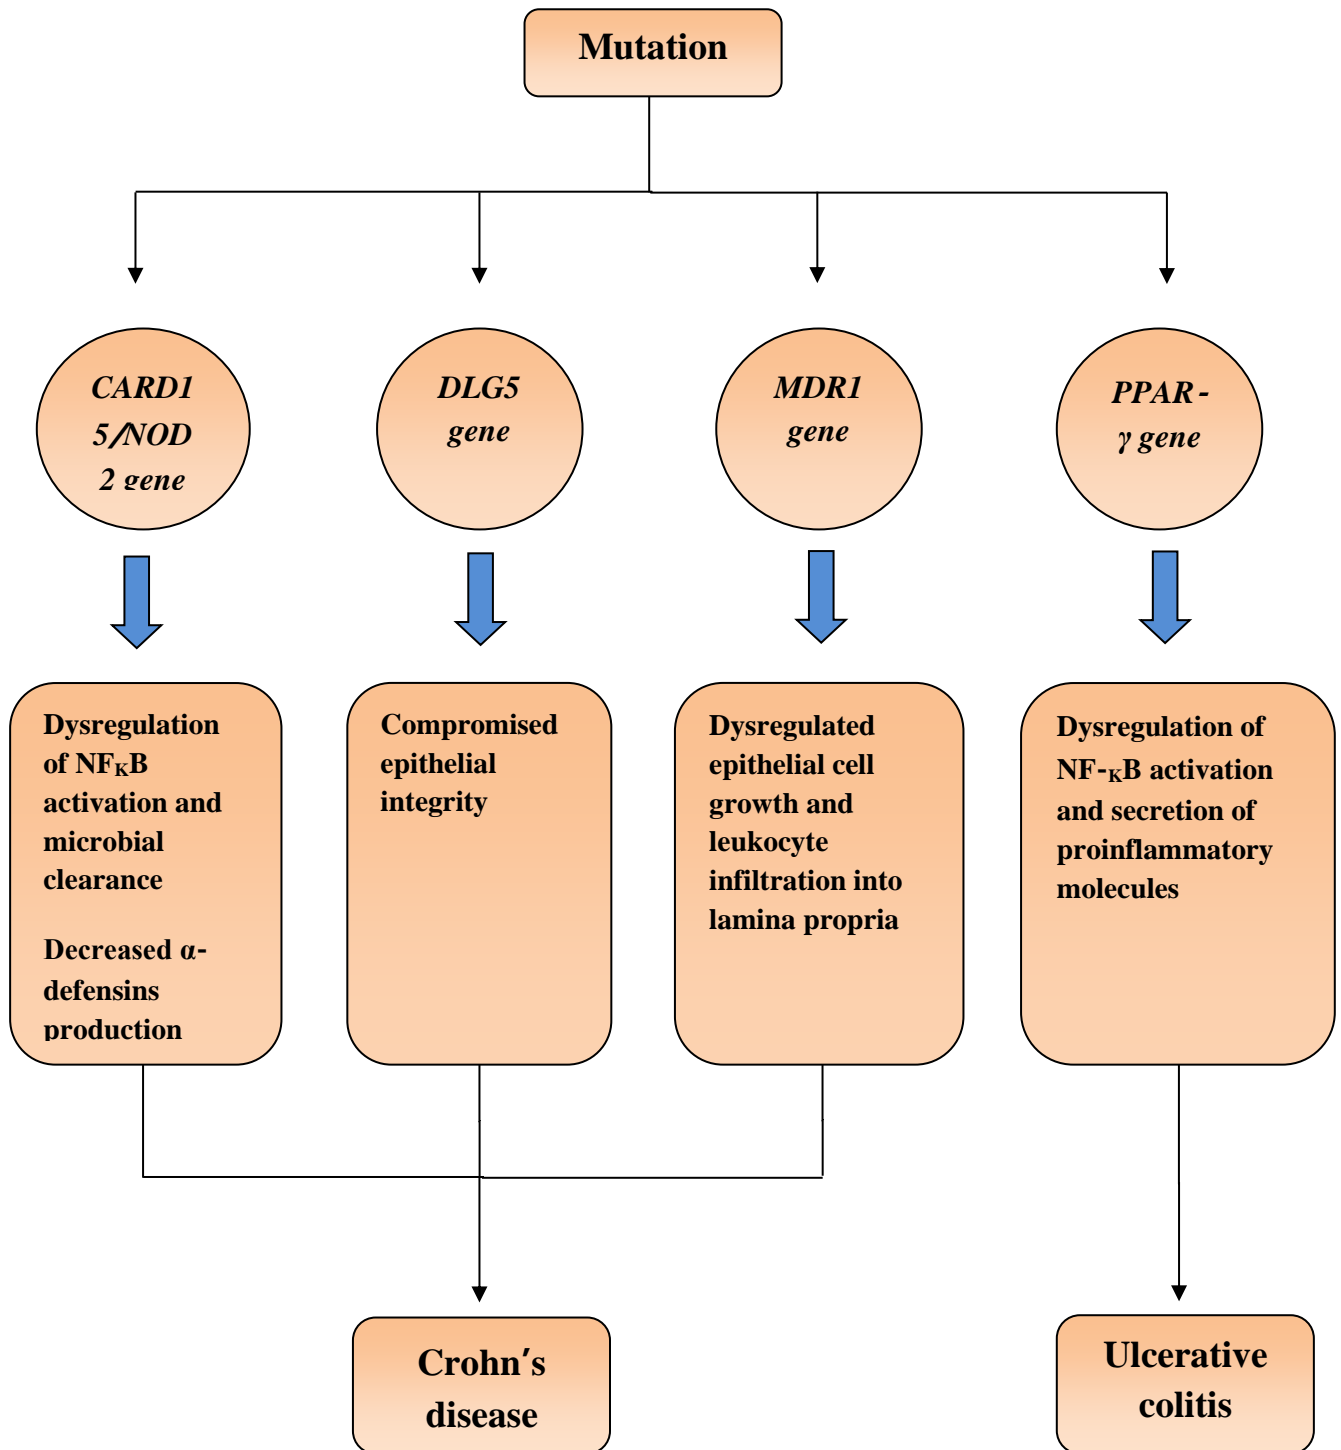 Mutation
CARD1
5/NOD
2 gene
DLG5
gene
MDR1
gene
PPAR-
γ gene
Dysregulation
of NFKB
activation and
microbial
clearance
Decreased α-
defensins
production
Compromised
epithelial
integrity
Dysregulated
epithelial cell
growth and
leukocyte
infiltration into
lamina propria
Dysregulation of
NF-KB activation
and secretion of
proinflammatory
molecules
Crohn's
disease
Ulcerative
colitis